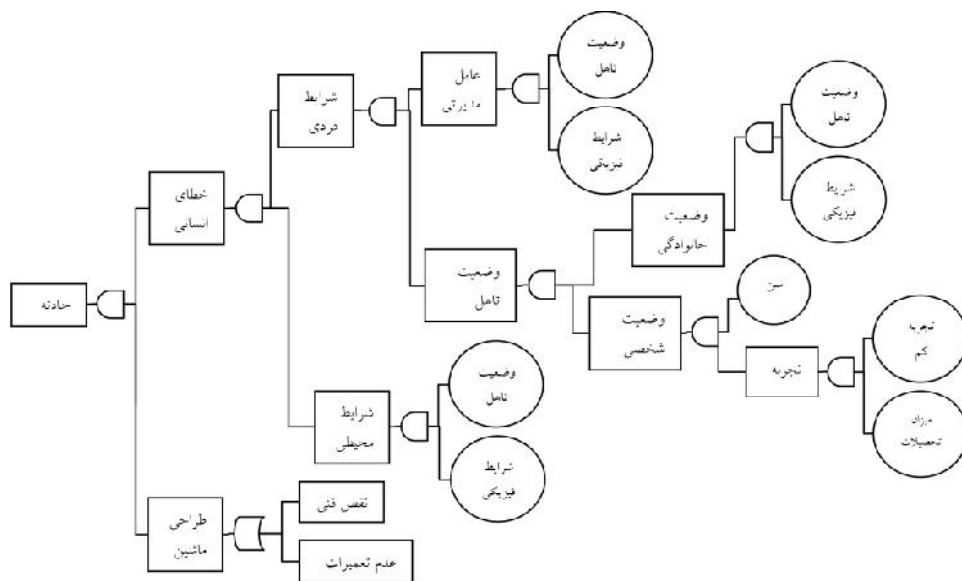 وضعیت
تاهل
عامل
مدیریتی
شرایط
فردی
شرایط
فیزیکی
وضعیت
تاهل
شرایط
فیزیکی
خطای
انسانی
وضعیت
خانوادگی
وضعیت
تاهل
حادثه
سن
وضعیت
شخصی
تجربه
تجربه
کم
میزان
تحصیلات
وضعیت
تاهل
شرایط
محیطی
شرایط
فیزیکی
نقص فنی
طراحی
ماشین
عدم تعمیرات